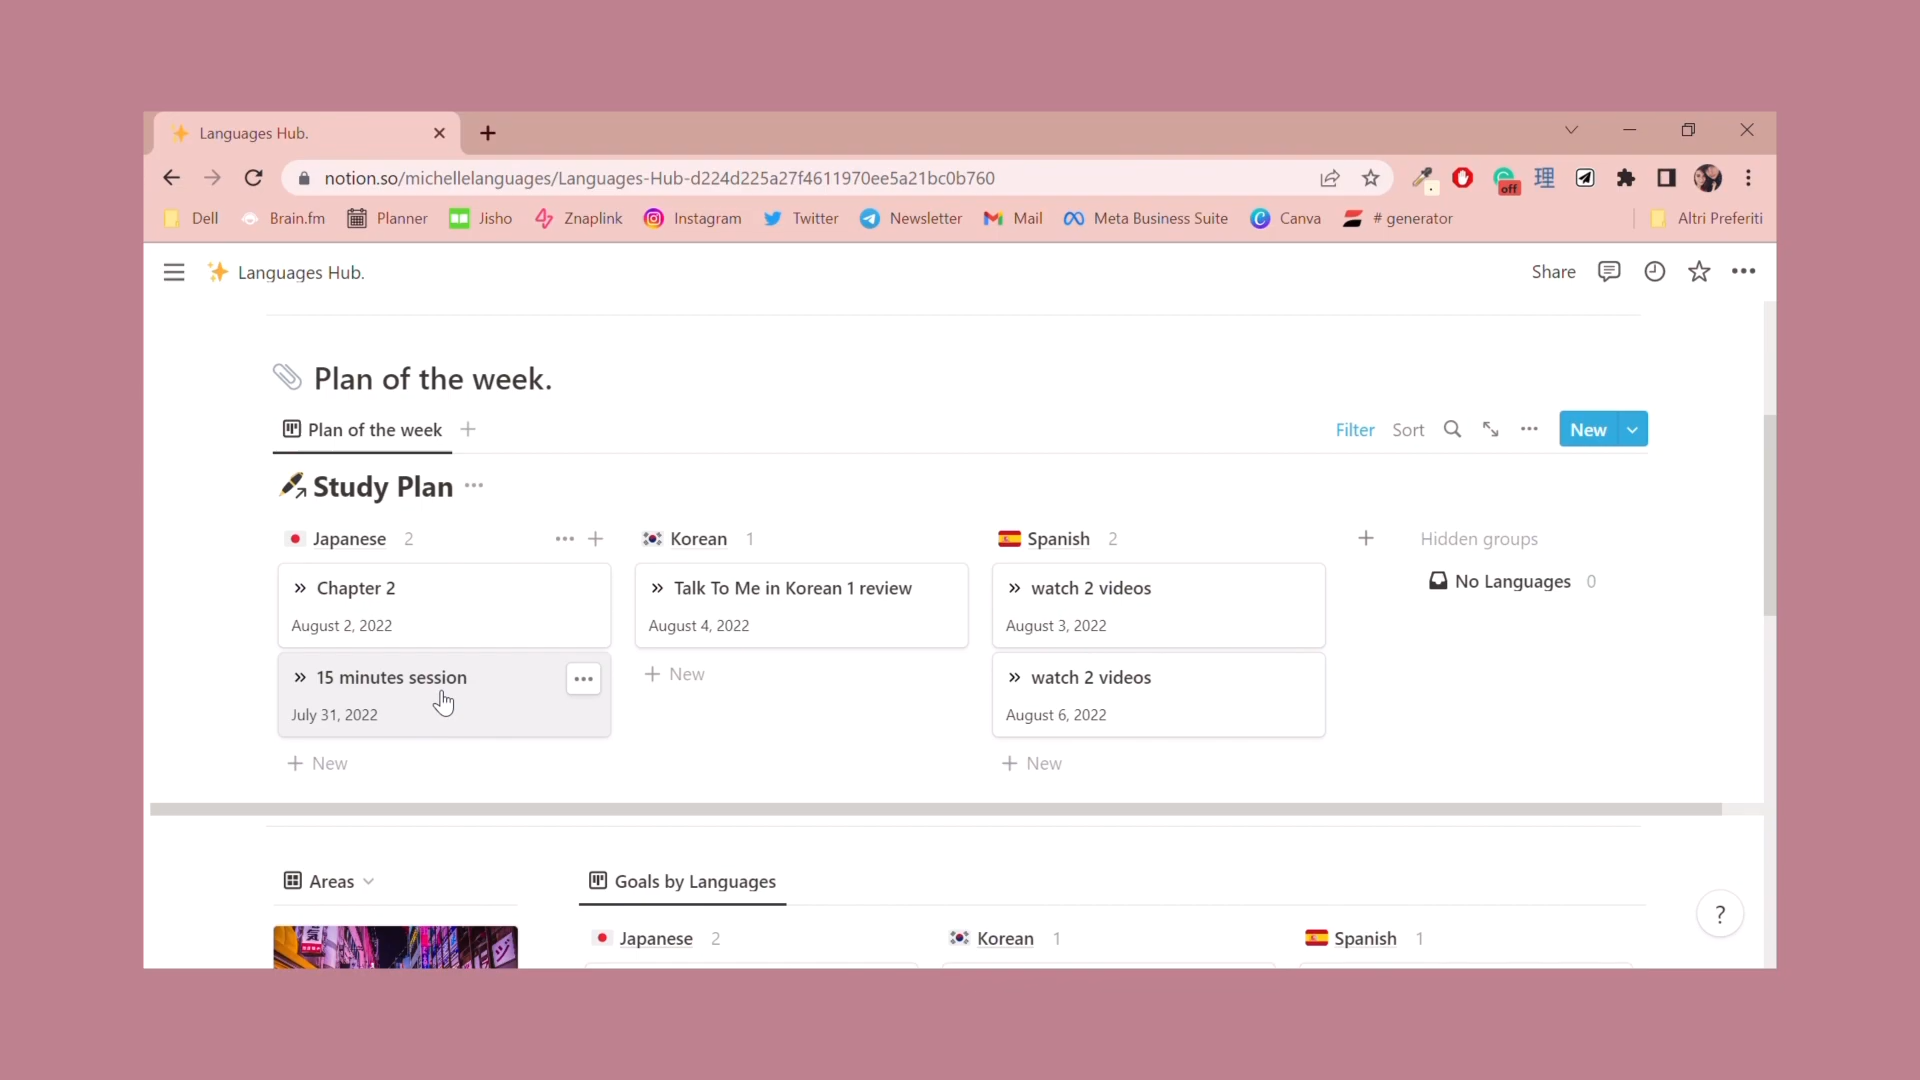 Languages Hub.
notion.so/michellelanguages/Languages-Hub-d224d225a27f4611970ee5a21bc0b760
off 理
Dell Brain.fm Planner Jisho Znaplink Instagram Twitter Newsletter Mail Meta Business Suite Canva # generator Altri Preferiti
Languages Hub. Share
Plan of the week.
Plan of the week Filter Sort New
Study Plan
Japanese 2 Korean 1 Spanish 2 Hidden groups
Chapter 2 Talk To Me in Korean 1 review watch 2 videos No Languages 0
August 2, 2022 August 4, 2022 August 3, 2022
15 minutes session New watch 2 videos
July 31, 2022 August 6, 2022
New New
Areas Goals by Languages
?
Japanese 2 Korean 1 Spanish 1